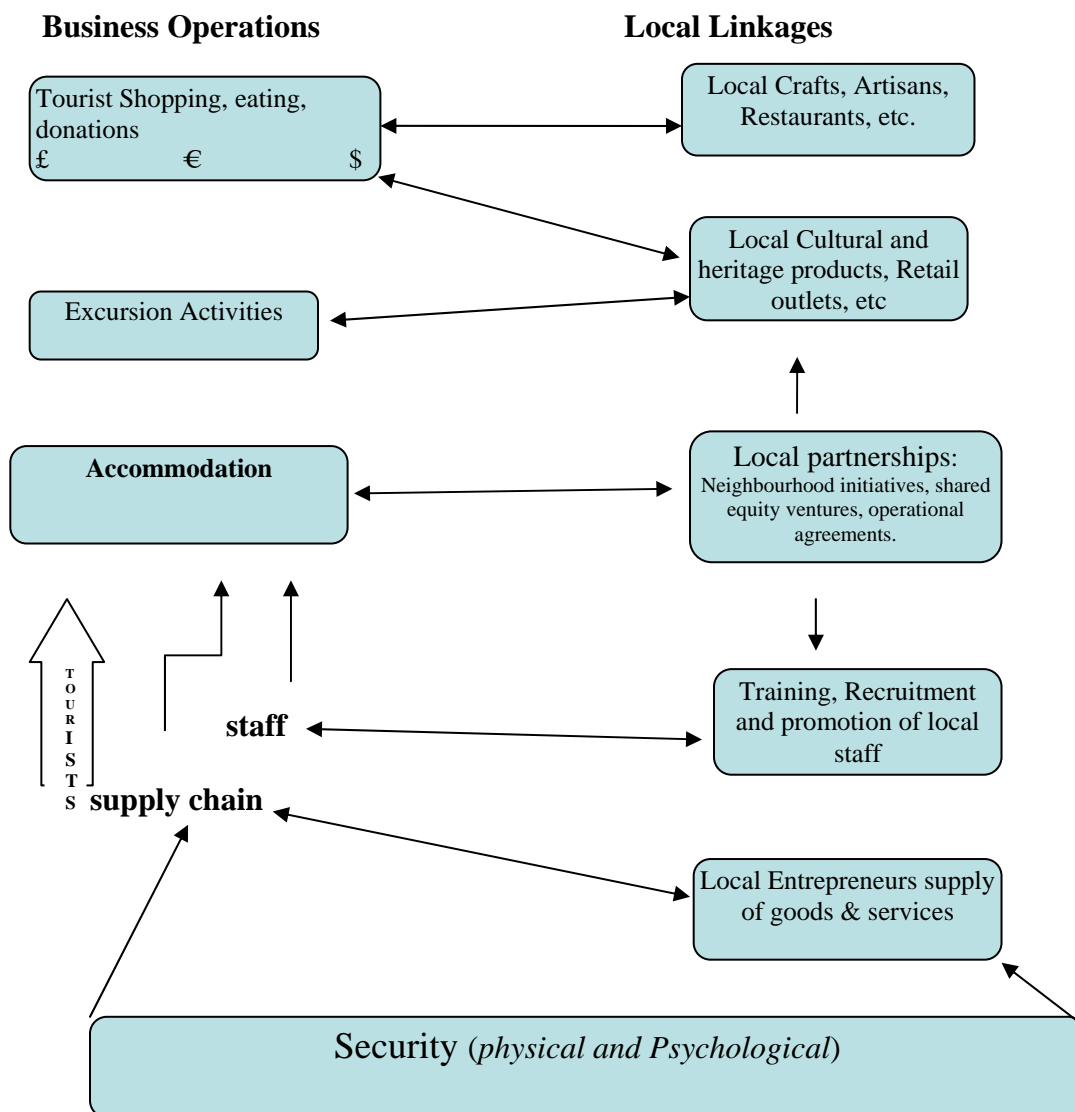 Business Operations
Local Linkages
Tourist Shopping, eating,
donations
£ € $
Local Crafts, Artisans,
Restaurants, etc.
Local Cultural and
heritage products, Retail
outlets, etc
Excursion Activities
Accommodation
Local partnerships:
Neighbourhood initiatives, shared
equity ventures, operational
agreements.
TOURISTS
staff
Training, Recruitment
and promotion of local
staff
supply chain
Local Entrepreneurs supply
of goods & services
Security (physical and Psychological)